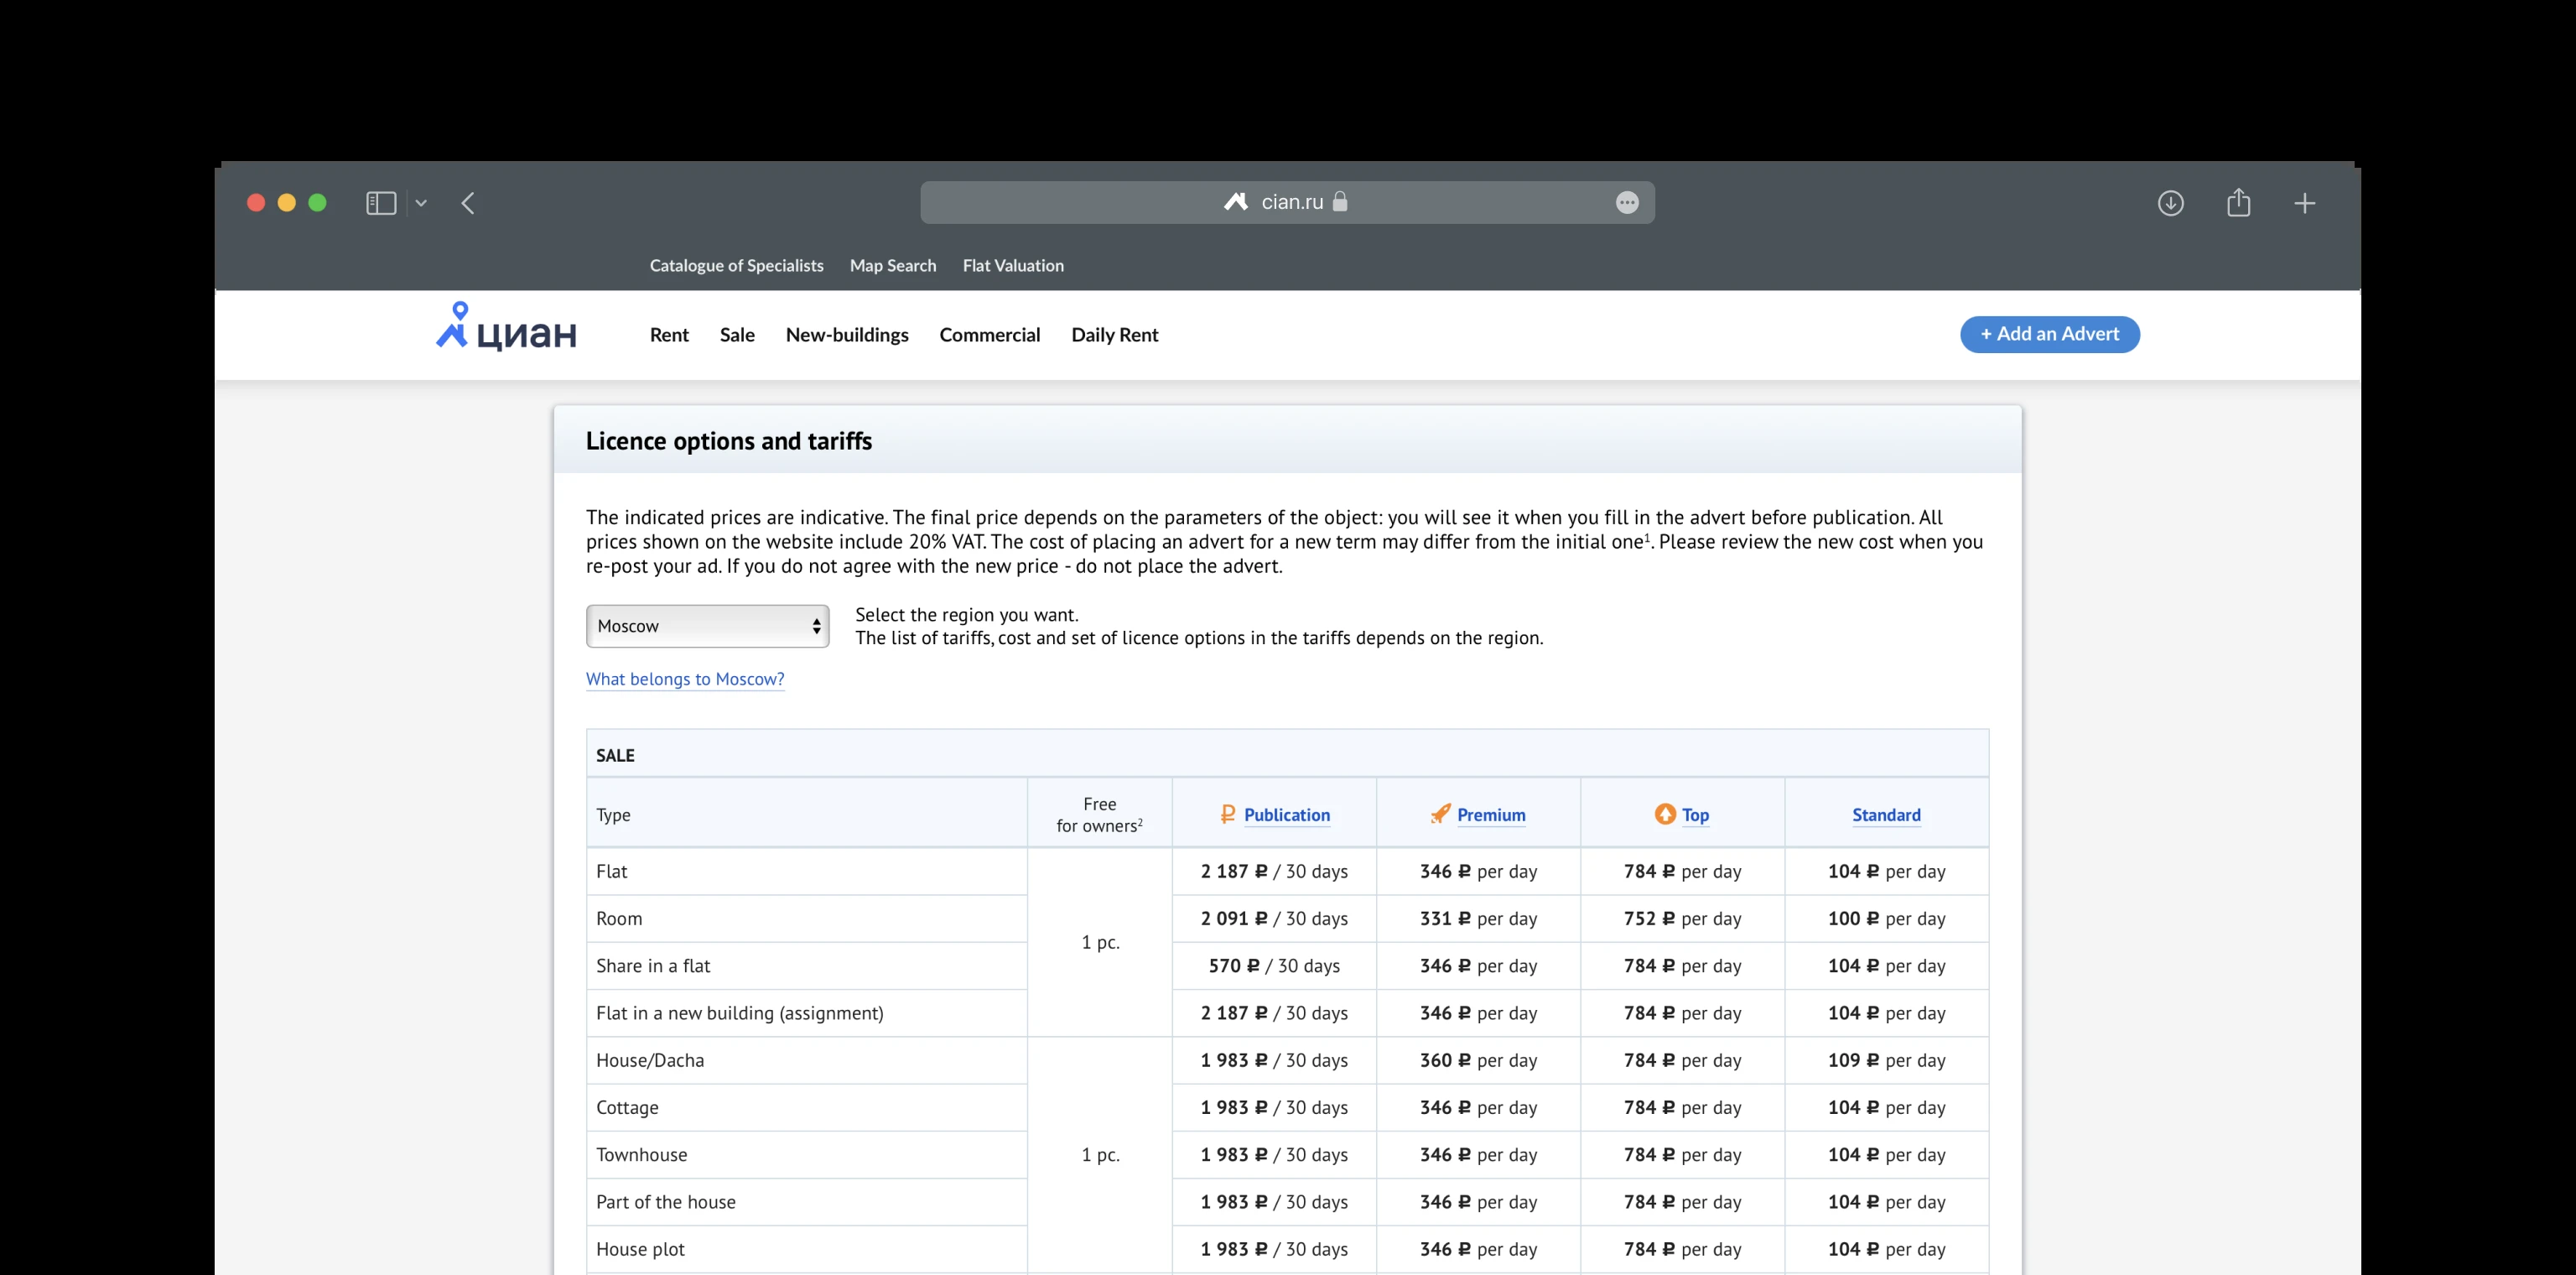 cian.ru
Catalogue of Specialists Map Search Flat Valuation
циан Rent Sale New-buildings Commercial Daily Rent + Add an Advert
Licence options and tariffs
The indicated prices are indicative. The final price depends on the parameters of the object: you will see it when you fill in the advert before publication. All
prices shown on the website include 20% VAT. The cost of placing an advert for a new term may differ from the initial one¹. Please review the new cost when you
re-post your ad. If you do not agree with the new price - do not place the advert.
Moscow
Select the region you want.
The list of tariffs, cost and set of licence options in the tariffs depends on the region.
What belongs to Moscow?
SALE
Type Free for owners² ₽ Publication Premium Top Standard
Flat 2 187 ₽ / 30 days 346 ₽ per day 784 ₽ per day 104 ₽ per day
Room 2 091 ₽ / 30 days 331 ₽ per day 752 ₽ per day 100 ₽ per day
1 pc.
Share in a flat 570 ₽ / 30 days 346 ₽ per day 784 ₽ per day 104 ₽ per day
Flat in a new building (assignment) 2 187 ₽ / 30 days 346 ₽ per day 784 ₽ per day 104 ₽ per day
House/Dacha 1 983 ₽ / 30 days 360 ₽ per day 784 ₽ per day 109 ₽ per day
Cottage 1 983 ₽ / 30 days 346 ₽ per day 784 ₽ per day 104 ₽ per day
Townhouse 1 pc. 1 983 ₽ / 30 days 346 ₽ per day 784 ₽ per day 104 ₽ per day
Part of the house 1 983 ₽ / 30 days 346 ₽ per day 784 ₽ per day 104 ₽ per day
House plot 1 983 ₽ / 30 days 346 ₽ per day 784 ₽ per day 104 ₽ per day